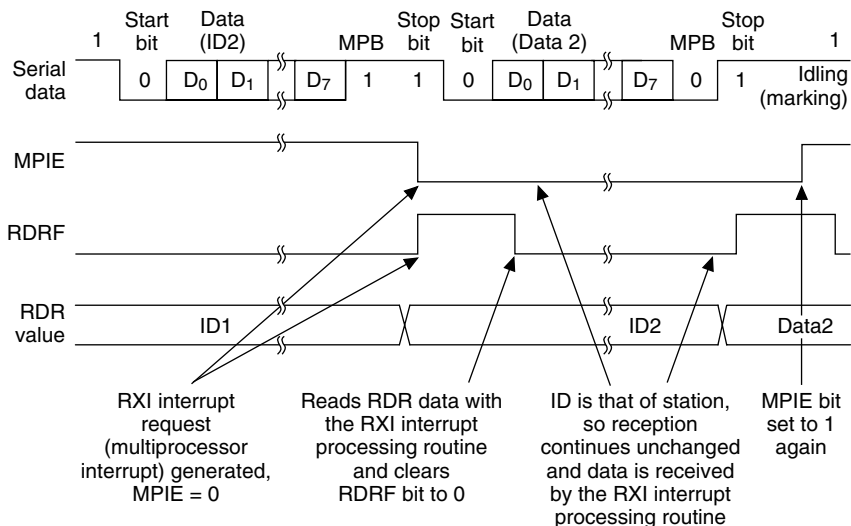 1 Start bit Data (ID2) MPB Stop bit Start bit Data (Data 2) MPB Stop bit 1
Serial data 0 D0 D1 D7 1 1 0 D0 D1 D7 0 1 Idling (marking)
MPIE
RDRF
RDR value ID1 ID2 Data2
RXI interrupt
request
(multiprocessor
interrupt) generated,
MPIE = 0
Reads RDR data with
the RXI interrupt
processing routine
and clears
RDRF bit to 0
ID is that of station,
so reception
continues unchanged
and data is received
by the RXI interrupt
processing routine
MPIE bit
set to 1
again